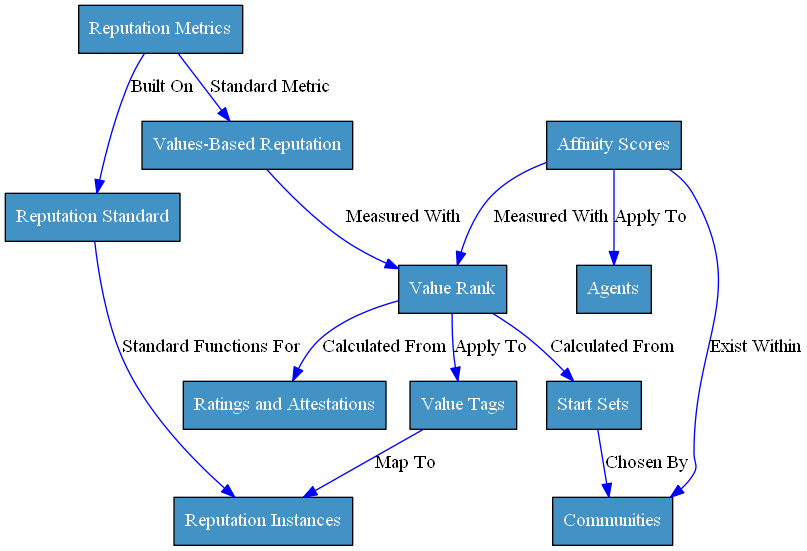 Reputation Metrics
Built On
Standard Metric
Values-Based Reputation
Affinity Scores
Reputation Standard
Measured With
Measured With
Apply To
Value Rank
Agents
Standard Functions For
Calculated From
Apply To
Calculated From
Exist Within
Ratings and Attestations
Value Tags
Start Sets
Map To
Chosen By
Reputation Instances
Communities